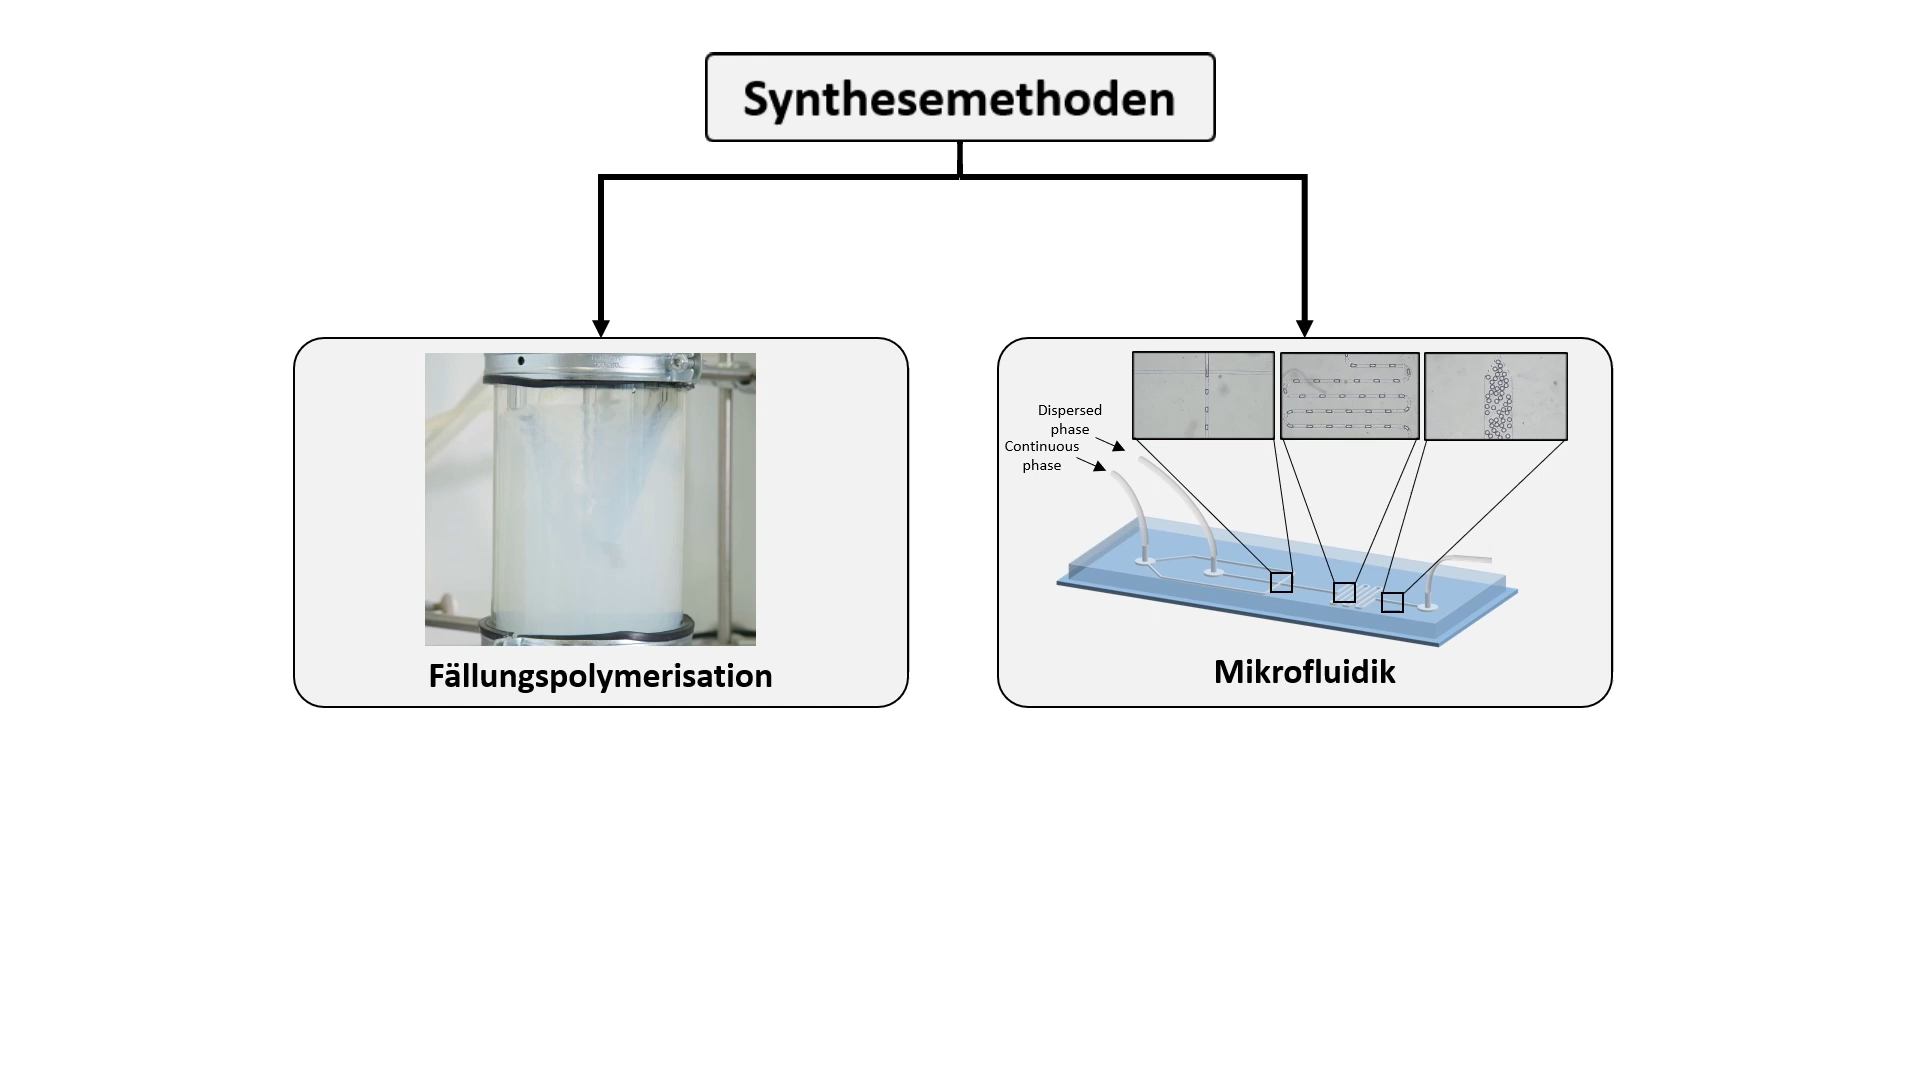 Synthesemethoden
Fällungspolymerisation
Dispersed
phase
Continuous
phase
Mikrofluidik